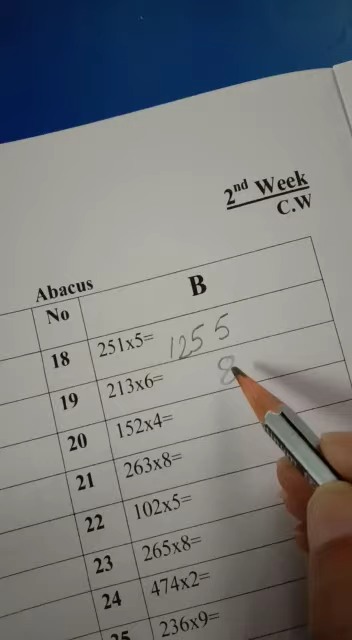 2nd Week
C.W
Abacus
No B
18 251x5= 1255
19 213x6= 8
20 152x4=
21 263x8=
22 102x5=
23 265x8=
24 474x2=
25 236x9=